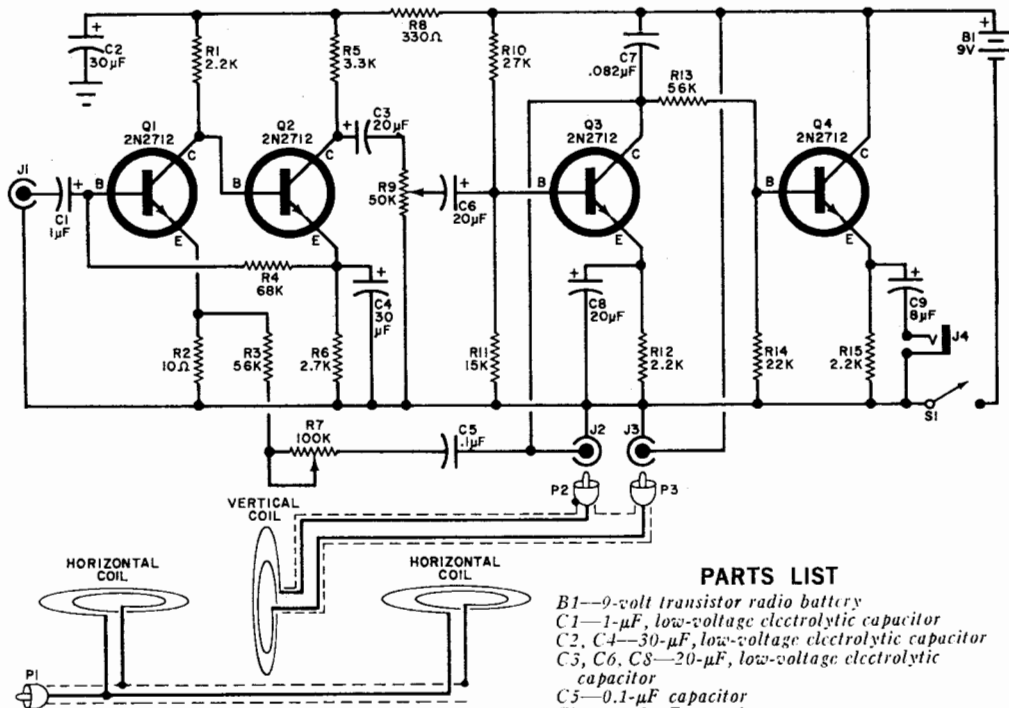 C2
30µF
+
R1
2.2K
R5
3.3K
R8
330Ω
R10
27K
C7
.082µF
R13
56K
+
B1
9V
Q1
2N2712
Q2
2N2712
+
C3
20µF
Q3
2N2712
Q4
2N2712
J1
C1
1µF
+
B
C
E
B
C
E
R9
50K
+
C6
20µF
B
C
E
B
C
E
R4
68K
+
C4
30
µF
C8
20µF
+
+
C9
8µF
J4
R2
10Ω
R3
56K
R6
2.7K
R11
15K
R12
2.2K
R14
22K
R15
2.2K
S1
R7
100K
C5
.1µF
J2
J3
P2
P3
VERTICAL
COIL
HORIZONTAL
COIL
HORIZONTAL
COIL
P1
PARTS LIST
B1—9-volt transistor radio battery
C1—1-µF, low-voltage electrolytic capacitor
C2, C4—30-µF, low-voltage electrolytic capacitor
C3, C6, C8—20-µF, low-voltage electrolytic
capacitor
C5—0.1-µF capacitor